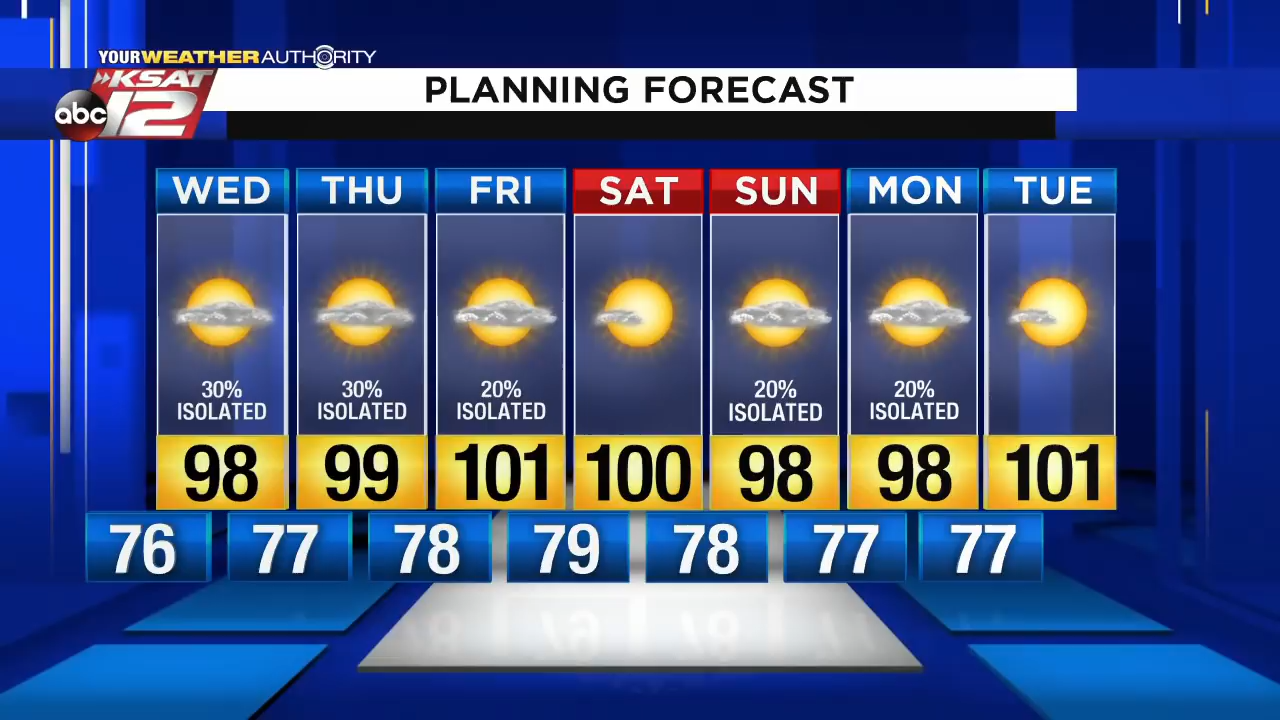 YOURWEATHERAUTHORITY
KSAT
abc 12
PLANNING FORECAST
WED THU FRI SAT SUN MON TUE
30% 30% 20% 20% 20%
ISOLATED ISOLATED ISOLATED ISOLATED ISOLATED
98 99 101 100 98 98 101
76 77 78 79 78 77 77